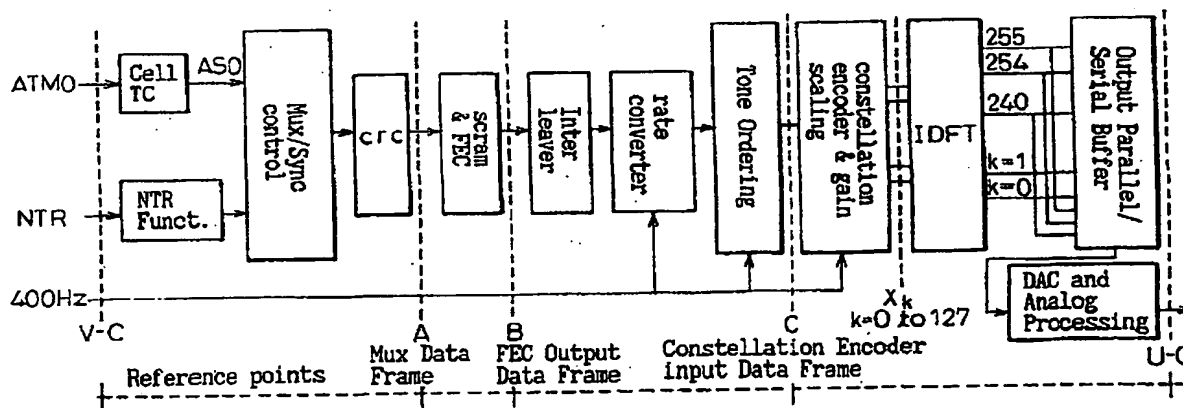 ATM0
Cell
TC
AS0
NTR
NTR
Funct.
Mux/Sync
control
crc
scram
& FEC
Inter
leaver
rate
converter
Tone Ordering
constellation
encoder & gain
scaling
IDFT
255
254
240
k=1
k=0
Output Parallel/
Serial Buffer
DAC and
Analog
Processing
400Hz
V-C
A
B
C
Xk
k=0 to 127
U-C
Mux Data
Frame
FEC Output
Data Frame
Constellation Encoder
input Data Frame
Reference points